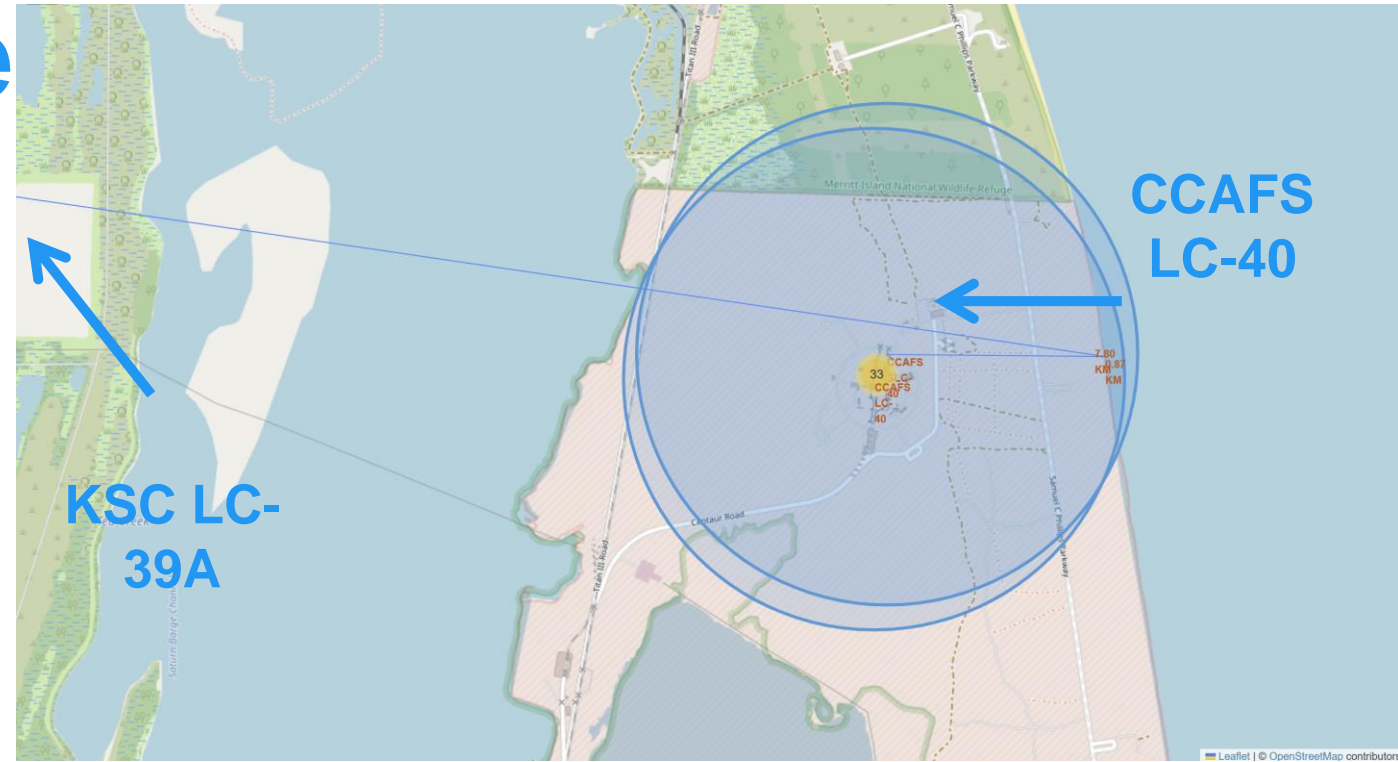 e
Titan III Road
Samuel C Phillips Parkway
Merritt Island National Wildlife Refuge
CCAFS
LC-40
7.80
KM
0.87
KM
33
CCAFS
LC-
40
CCAFS
LC-
40
KSC LC-
39A
Centaur Road
Titan III Road
Samuel C Phillips Parkway
Saturn Barge Channel
Leaflet | © OpenStreetMap contributors